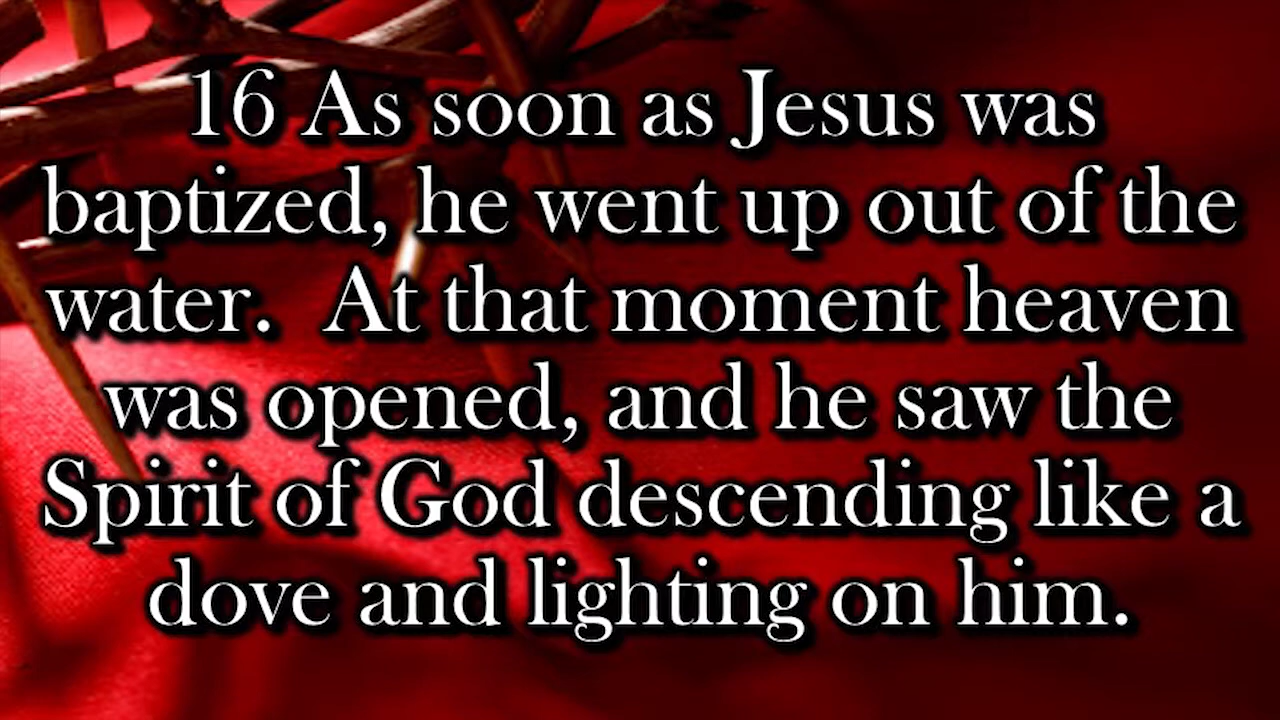 16 As soon as Jesus was
baptized, he went up out of the
water.  At that moment heaven
was opened, and he saw the
Spirit of God descending like a
dove and lighting on him.